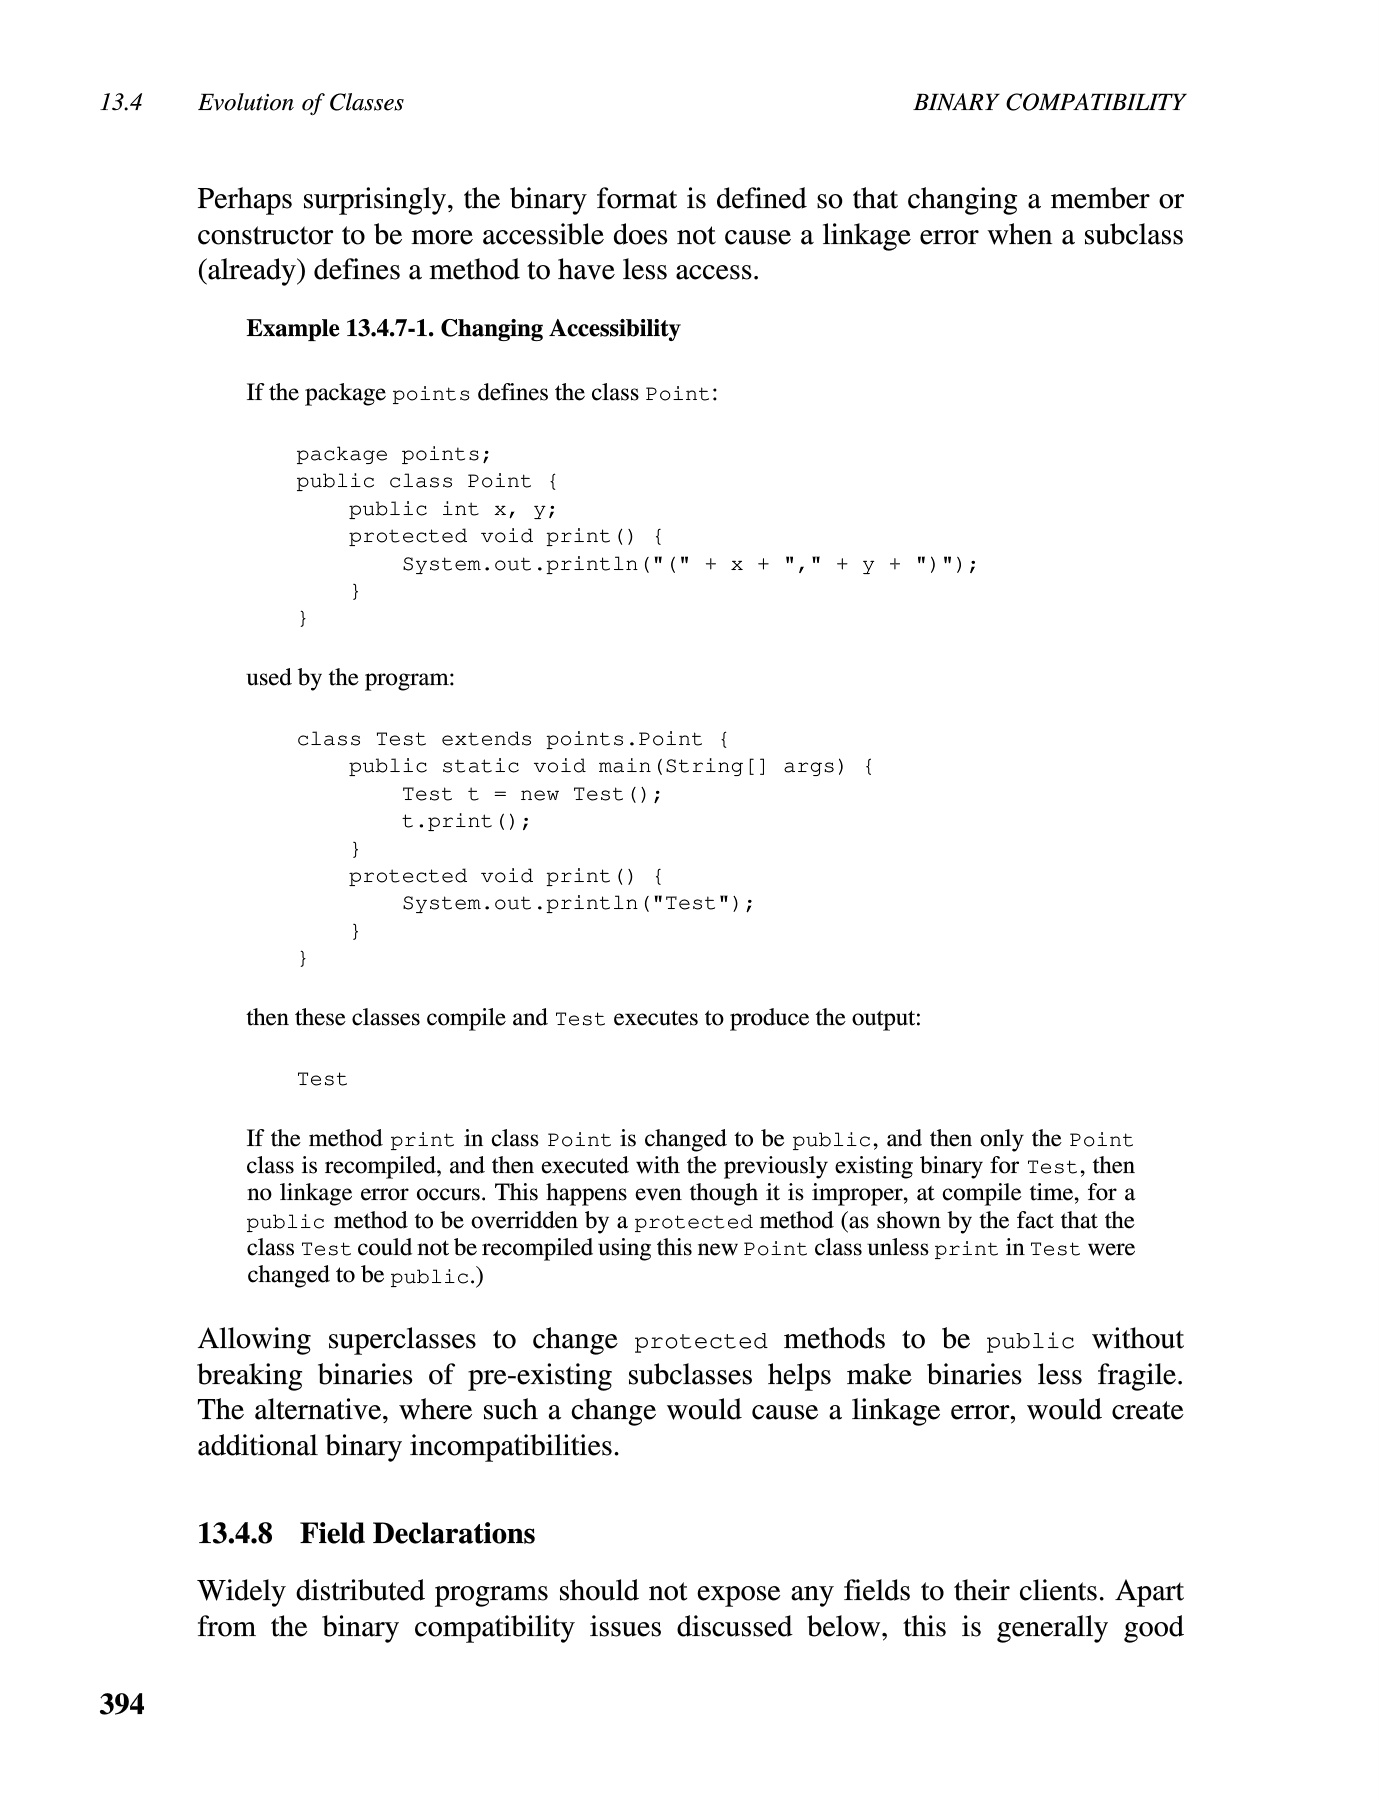 13.4 Evolution of Classes BINARY COMPATIBILITY
Perhaps surprisingly, the binary format is defined so that changing a member or
constructor to be more accessible does not cause a linkage error when a subclass
(already) defines a method to have less access.
Example 13.4.7-1. Changing Accessibility
If the package points defines the class Point:
package points;
public class Point {
    public int x, y;
    protected void print() {
        System.out.println("(" + x + "," + y + ")");
    }
}
used by the program:
class Test extends points.Point {
    public static void main(String[] args) {
        Test t = new Test();
        t.print();
    }
    protected void print() {
        System.out.println("Test");
    }
}
then these classes compile and Test executes to produce the output:
Test
If the method print in class Point is changed to be public, and then only the Point
class is recompiled, and then executed with the previously existing binary for Test, then
no linkage error occurs. This happens even though it is improper, at compile time, for a
public method to be overridden by a protected method (as shown by the fact that the
class Test could not be recompiled using this new Point class unless print in Test were
changed to be public.)
Allowing superclasses to change protected methods to be public without
breaking binaries of pre-existing subclasses helps make binaries less fragile.
The alternative, where such a change would cause a linkage error, would create
additional binary incompatibilities.
13.4.8 Field Declarations
Widely distributed programs should not expose any fields to their clients. Apart
from the binary compatibility issues discussed below, this is generally good
394